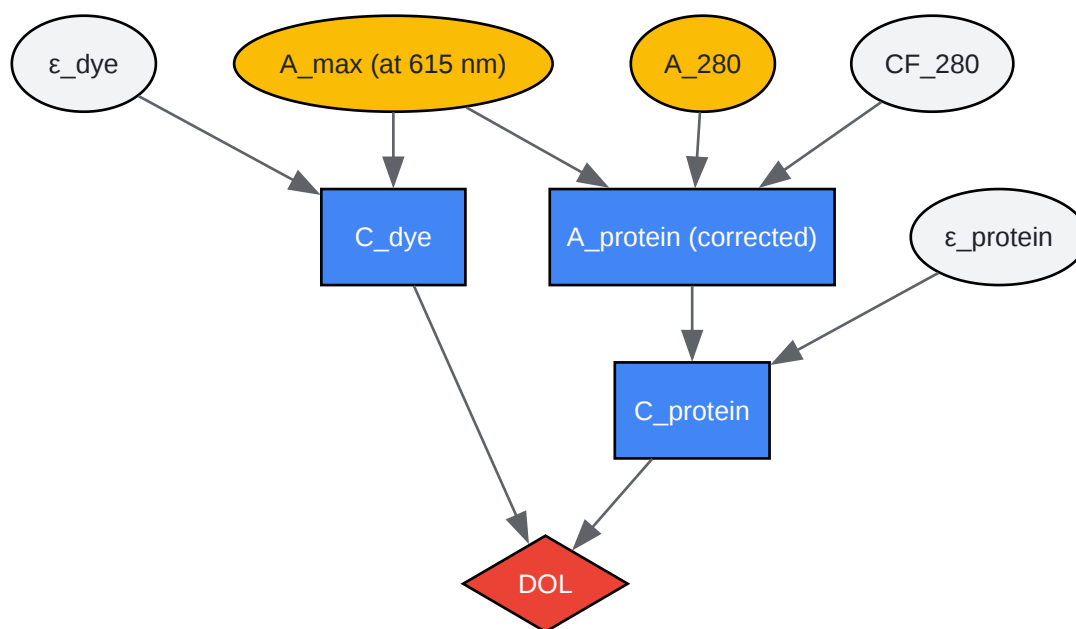 ε_dye
A_max (at 615 nm)
A_280
CF_280
C_dye
A_protein (corrected)
ε_protein
C_protein
DOL